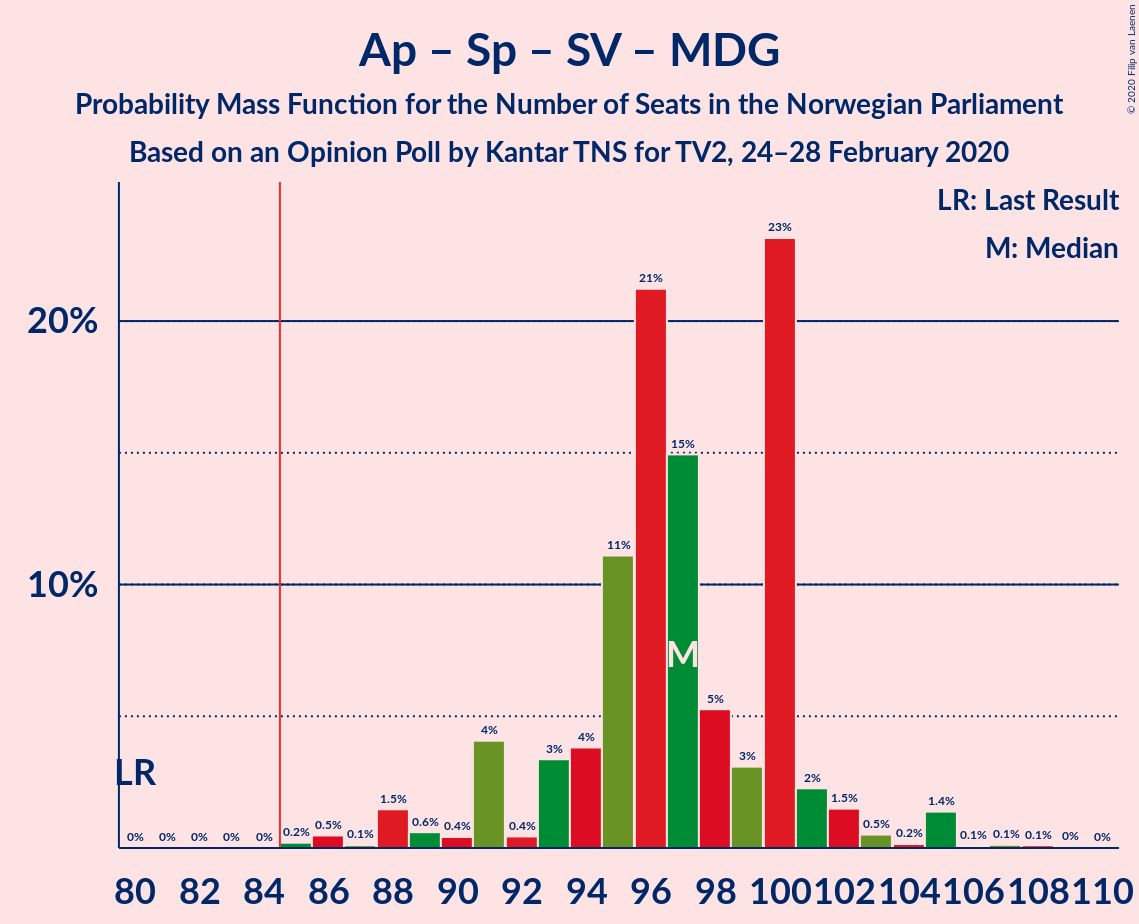 Ap – Sp – SV – MDG
Probability Mass Function for the Number of Seats in the Norwegian Parliament
Based on an Opinion Poll by Kantar TNS for TV2, 24–28 February 2020
© 2020 Filip van Laenen
LR: Last Result
M: Median
20%
10%
LR
M
0% 0% 0% 0% 0% 0.2% 0.5% 0.1% 1.5% 0.6% 0.4% 4% 0.4% 3% 4% 11% 21% 15% 5% 3% 23% 2% 1.5% 0.5% 0.2% 1.4% 0.1% 0.1% 0.1% 0% 0%
80 82 84 86 88 90 92 94 96 98 100 102 104 106 108 110